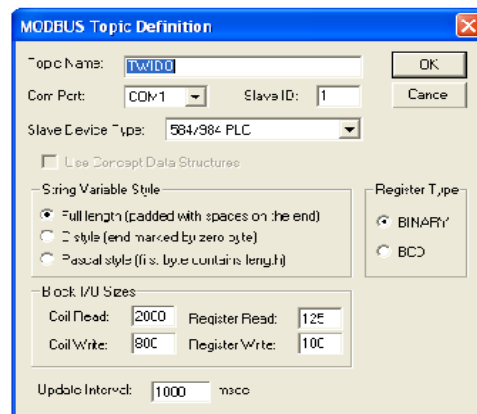 MODBUS Topic Definition
Topic Name: TWIDO
OK
Com Port: COM1 Slave ID: 1
Cancel
Slave Device Type: 584/984 PLC
Use Concept Data Structures
String Variable Style
Full length (padded with spaces on the end)
C style (end marked by zero byte)
Pascal style (first byte contains length)
Register Type
BINARY
BCD
Block I/O Sizes
Coil Read: 2000 Register Read: 125
Coil Write: 800 Register Write: 100
Update Interval: 1000 msec